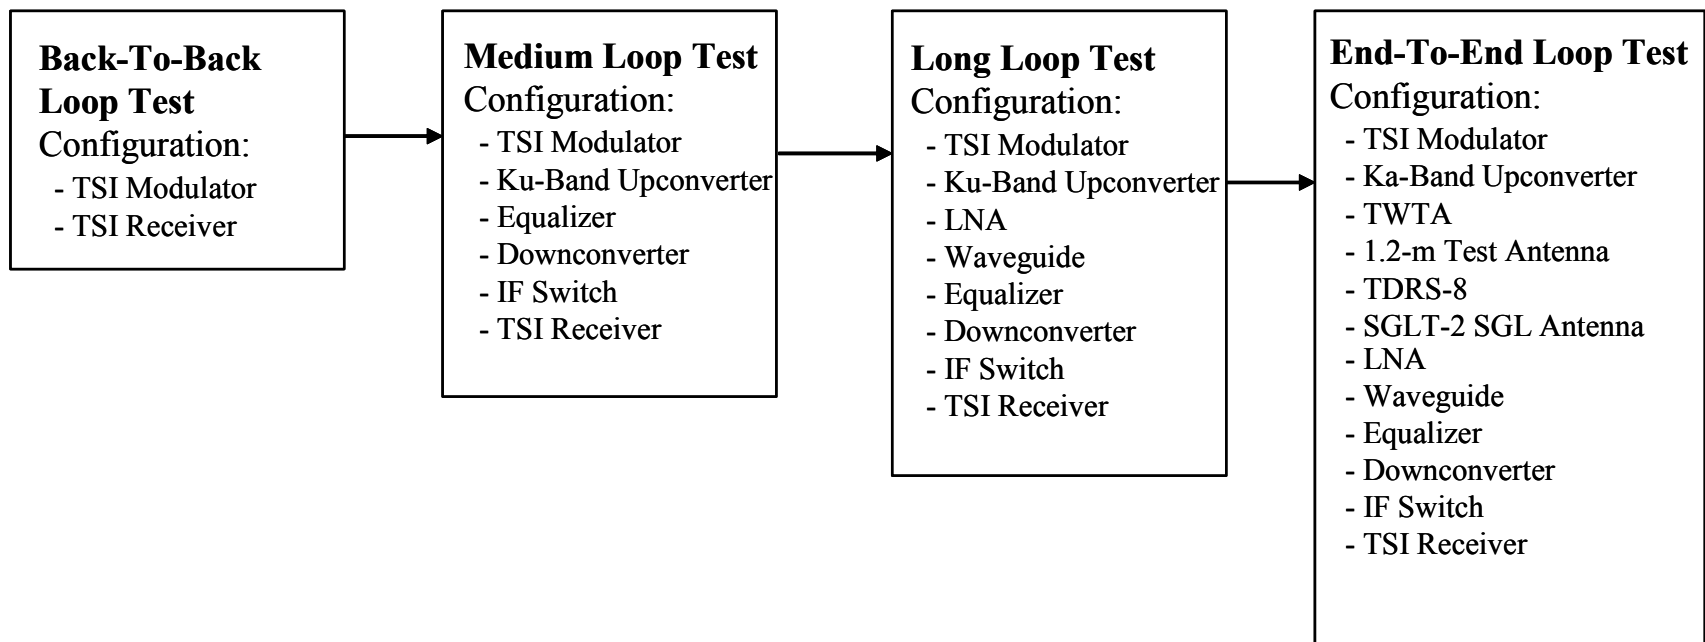 Back-To-Back
Loop Test
Configuration:
- TSI Modulator
- TSI Receiver
Medium Loop Test
Configuration:
- TSI Modulator
- Ku-Band Upconverter
- Equalizer
- Downconverter
- IF Switch
- TSI Receiver
Long Loop Test
Configuration:
- TSI Modulator
- Ku-Band Upconverter
- LNA
- Waveguide
- Equalizer
- Downconverter
- IF Switch
- TSI Receiver
End-To-End Loop Test
Configuration:
- TSI Modulator
- Ka-Band Upconverter
- TWTA
- 1.2-m Test Antenna
- TDRS-8
- SGLT-2 SGL Antenna
- LNA
- Waveguide
- Equalizer
- Downconverter
- IF Switch
- TSI Receiver